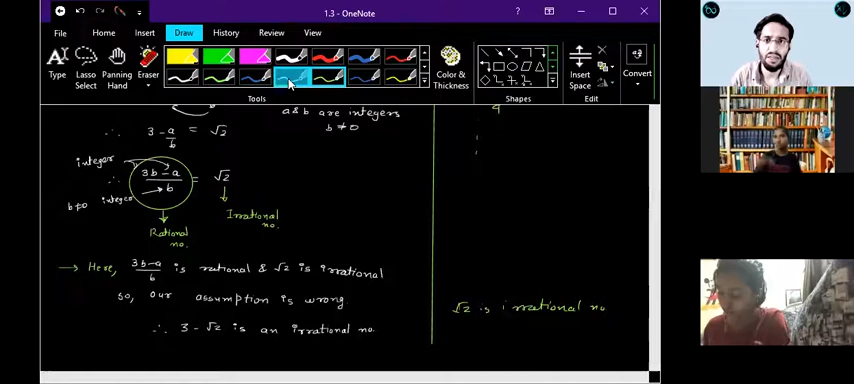 1.3 - OneNote
File Home Insert Draw History Review View
Type Lasso Select Panning Hand Eraser Color & Thickness Insert Space Convert
Tools Shapes Edit
a & b are integers
b ≠ 0
∴ 3 - a/b = √2
integer
∴ 3b - a / b = √2
b≠0 integer
Irrational no.
Rational no.
→ Here, 3b-a/b is rational & √2 is irrational
so, our assumption is wrong
∴ 3 - √2 is an irrational no.
√2 is irrational no